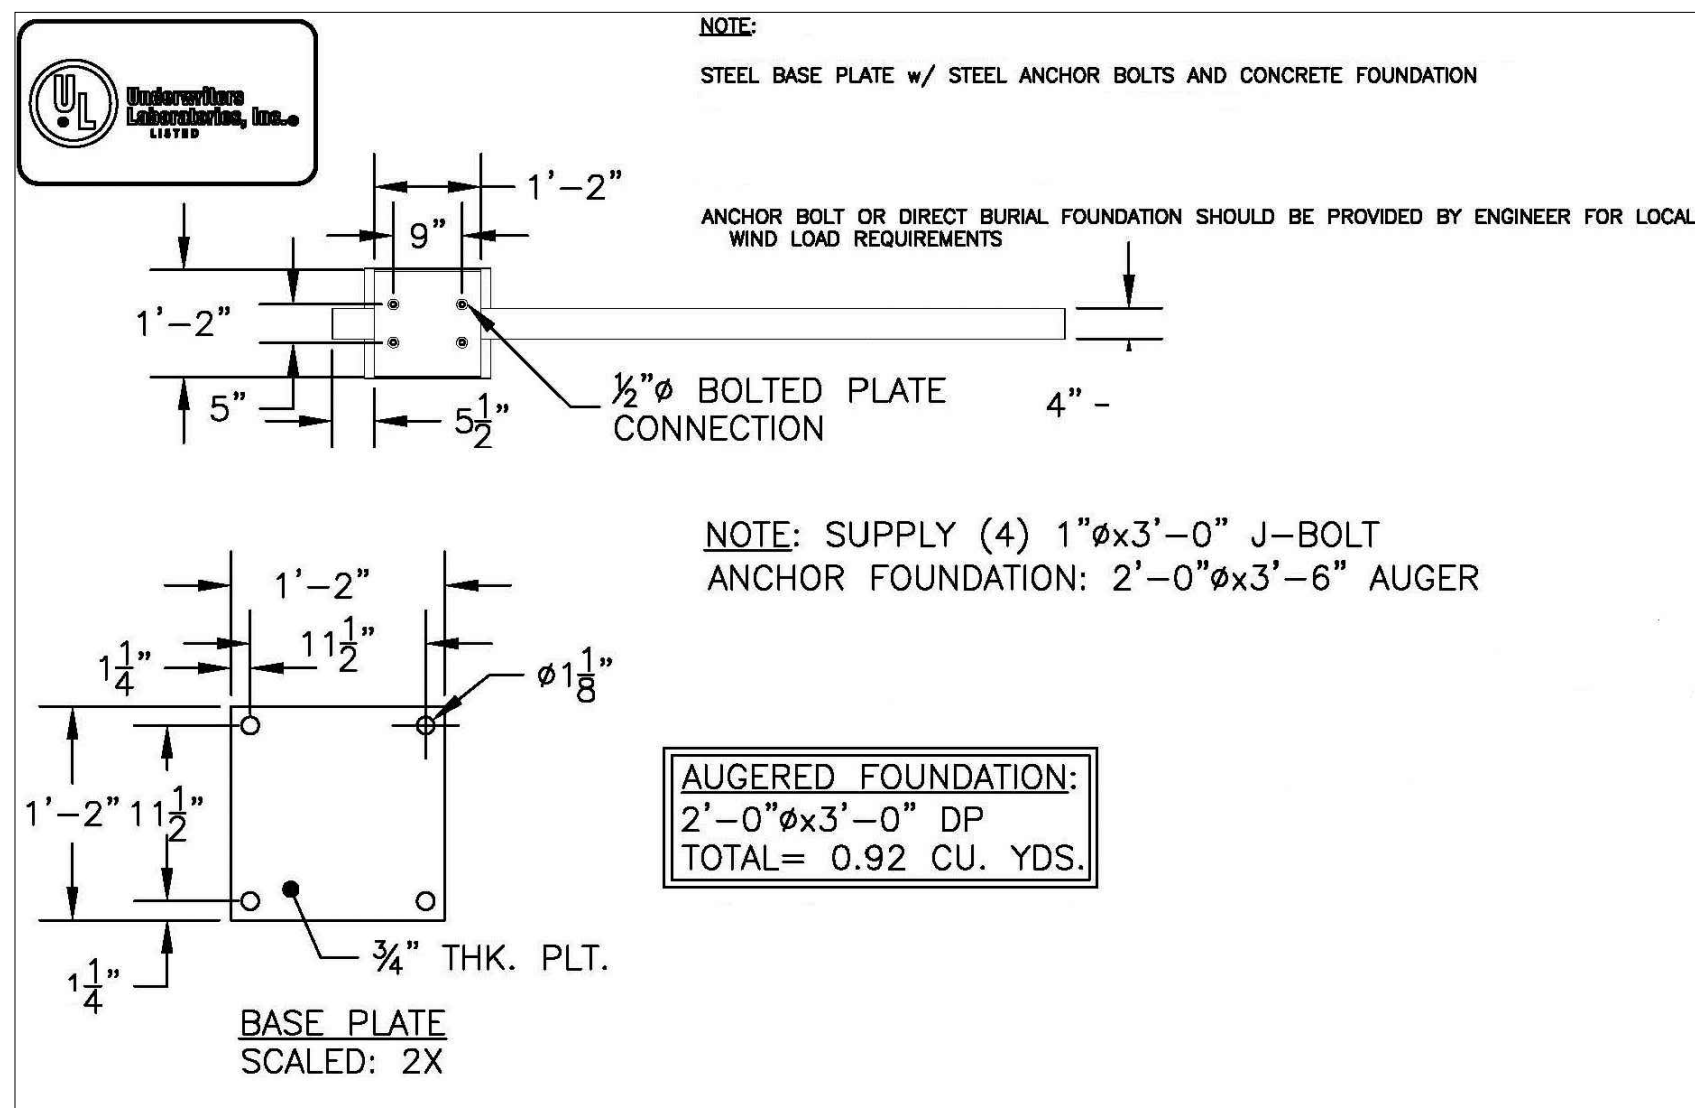 UL
Underwriters
Laboratories, Inc.®
LISTED
NOTE:
STEEL BASE PLATE w/ STEEL ANCHOR BOLTS AND CONCRETE FOUNDATION
ANCHOR BOLT OR DIRECT BURIAL FOUNDATION SHOULD BE PROVIDED BY ENGINEER FOR LOCAL
WIND LOAD REQUIREMENTS
1'-2"
9"
1'-2"
5"
5½"
½"ø BOLTED PLATE
CONNECTION
4" -
NOTE: SUPPLY (4) 1"øx3'-0" J-BOLT
ANCHOR FOUNDATION: 2'-0"øx3'-6" AUGER
1'-2"
11½"
1¼"
ø1⅛"
1'-2"
11½"
1¼"
¾" THK. PLT.
BASE PLATE
SCALED: 2X
AUGERED FOUNDATION:
2'-0"øx3'-0" DP
TOTAL= 0.92 CU. YDS.